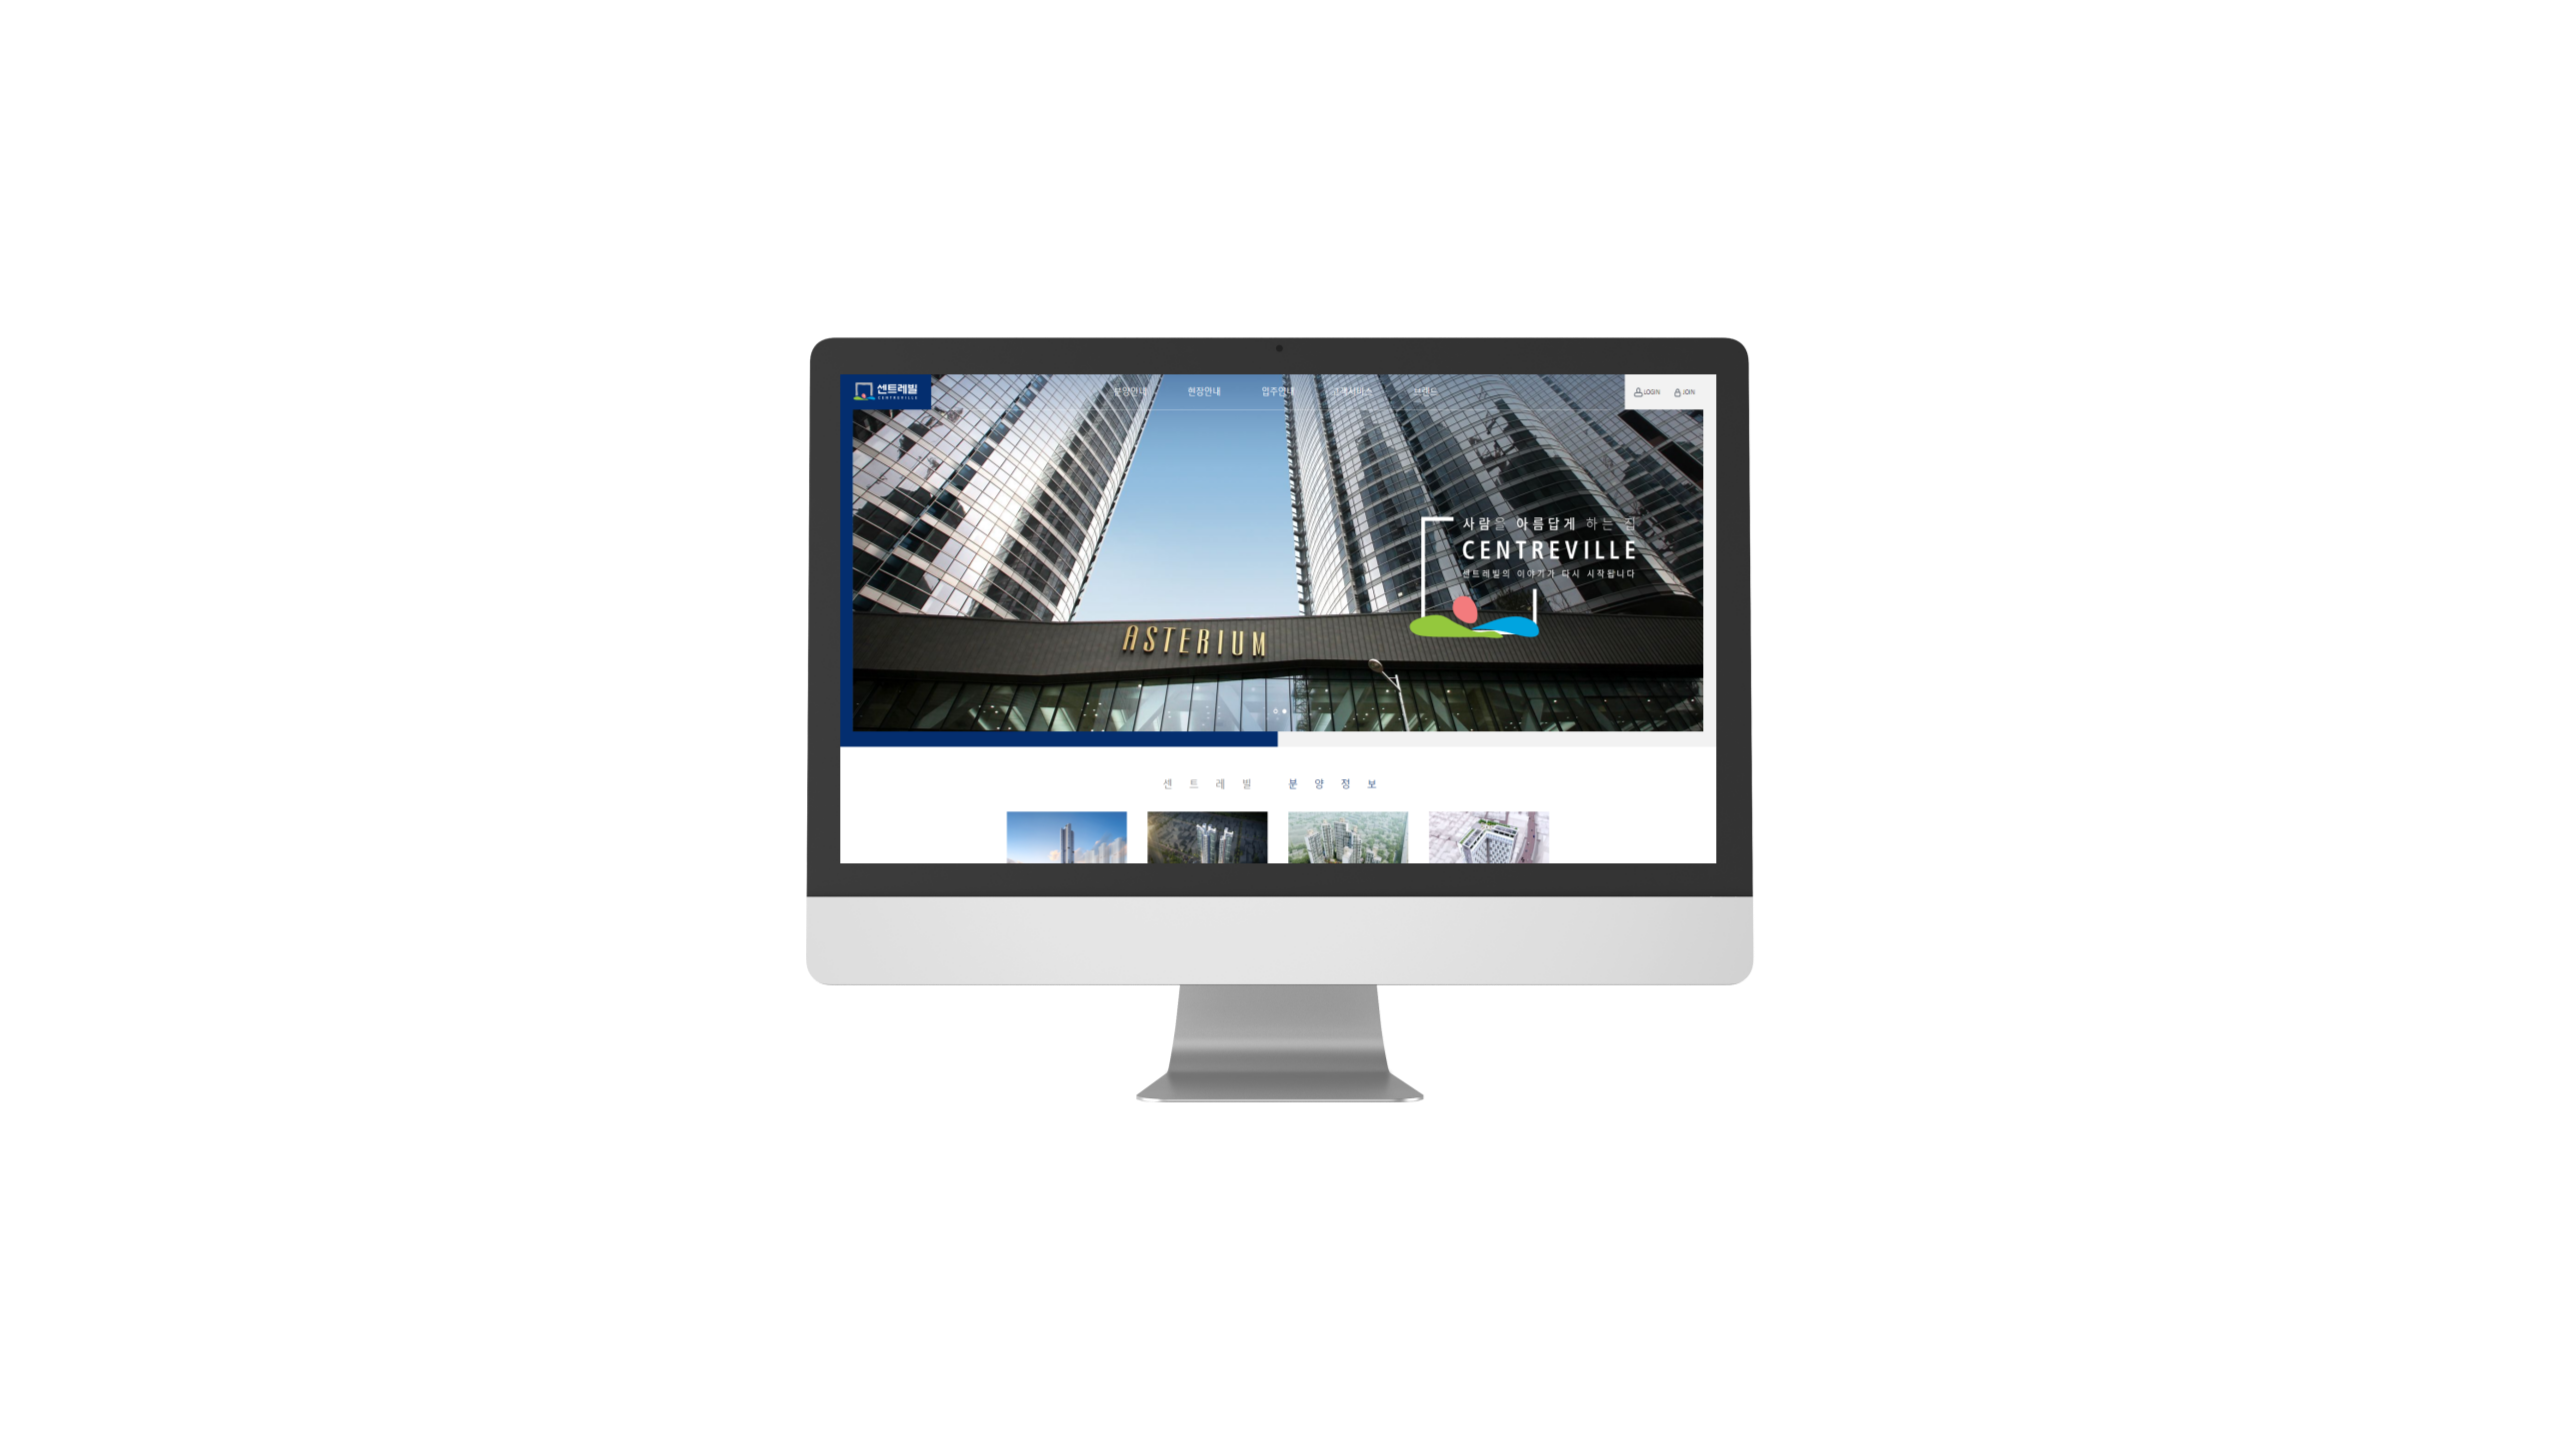 센트레빌
CENTREVILLE
분양안내 현장안내 입주안내 고객서비스 브랜드
LOGIN JOIN
사람을 아름답게 하는 집
CENTREVILLE
센트레빌의 이야기가 다시 시작됩니다
ASTERIUM
센트레빌 분양정보